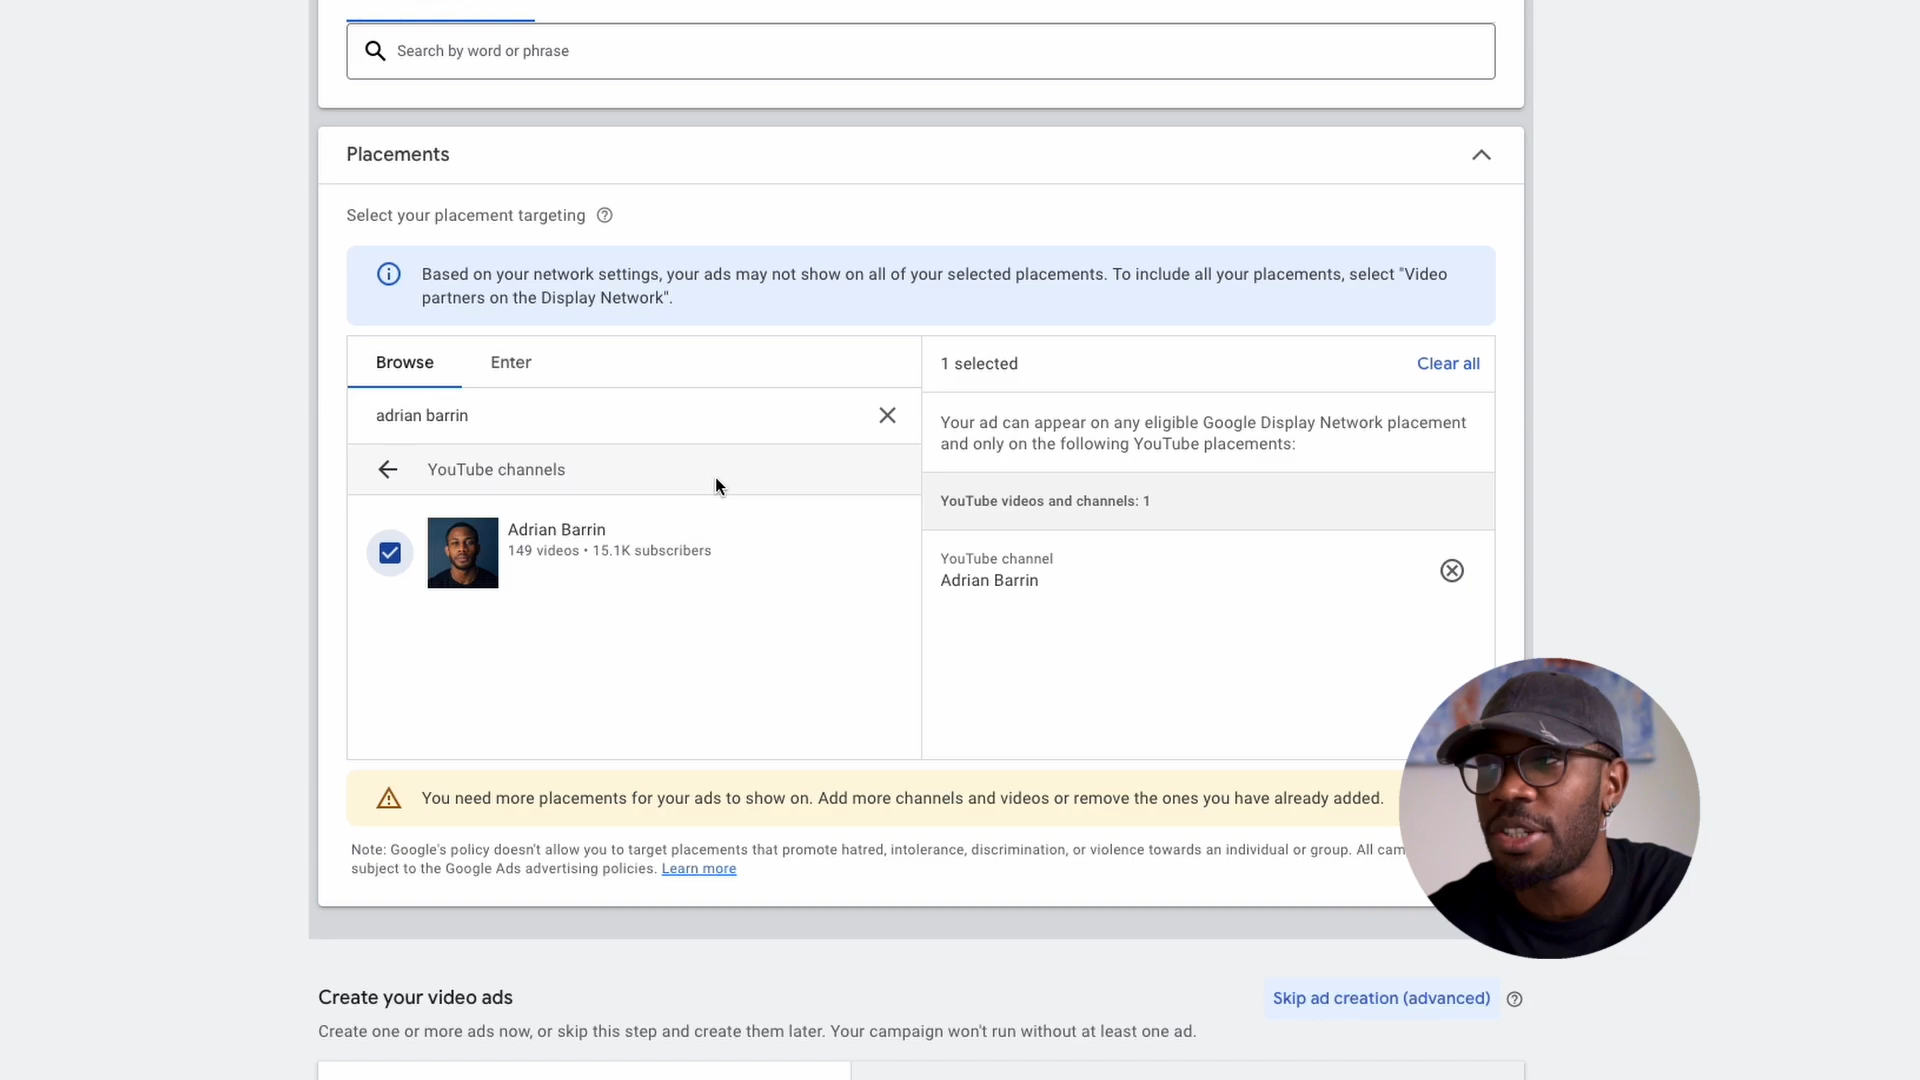 Search by word or phrase
Placements
Select your placement targeting
Based on your network settings, your ads may not show on all of your selected placements. To include all your placements, select "Video
partners on the Display Network".
Browse
Enter
1 selected
Clear all
adrian barrin
Your ad can appear on any eligible Google Display Network placement
and only on the following YouTube placements:
YouTube channels
YouTube videos and channels: 1
Adrian Barrin
149 videos • 15.1K subscribers
YouTube channel
Adrian Barrin
You need more placements for your ads to show on. Add more channels and videos or remove the ones you have already added.
Note: Google's policy doesn't allow you to target placements that promote hatred, intolerance, discrimination, or violence towards an individual or group. All
subject to the Google Ads advertising policies. Learn more
Create your video ads
Skip ad creation (advanced)
Create one or more ads now, or skip this step and create them later. Your campaign won't run without at least one ad.